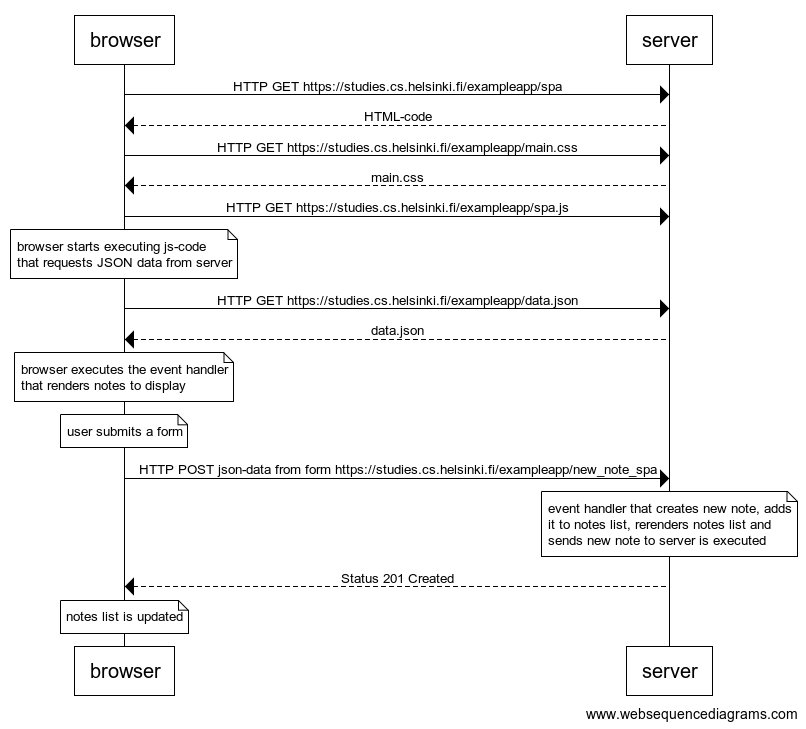 browser
server
HTTP GET https://studies.cs.helsinki.fi/exampleapp/spa
HTML-code
HTTP GET https://studies.cs.helsinki.fi/exampleapp/main.css
main.css
HTTP GET https://studies.cs.helsinki.fi/exampleapp/spa.js
browser starts executing js-code
that requests JSON data from server
HTTP GET https://studies.cs.helsinki.fi/exampleapp/data.json
data.json
browser executes the event handler
that renders notes to display
user submits a form
HTTP POST json-data from form https://studies.cs.helsinki.fi/exampleapp/new_note_spa
event handler that creates new note, adds
it to notes list, rerenders notes list and
sends new note to server is executed
Status 201 Created
notes list is updated
browser
server
www.websequencediagrams.com